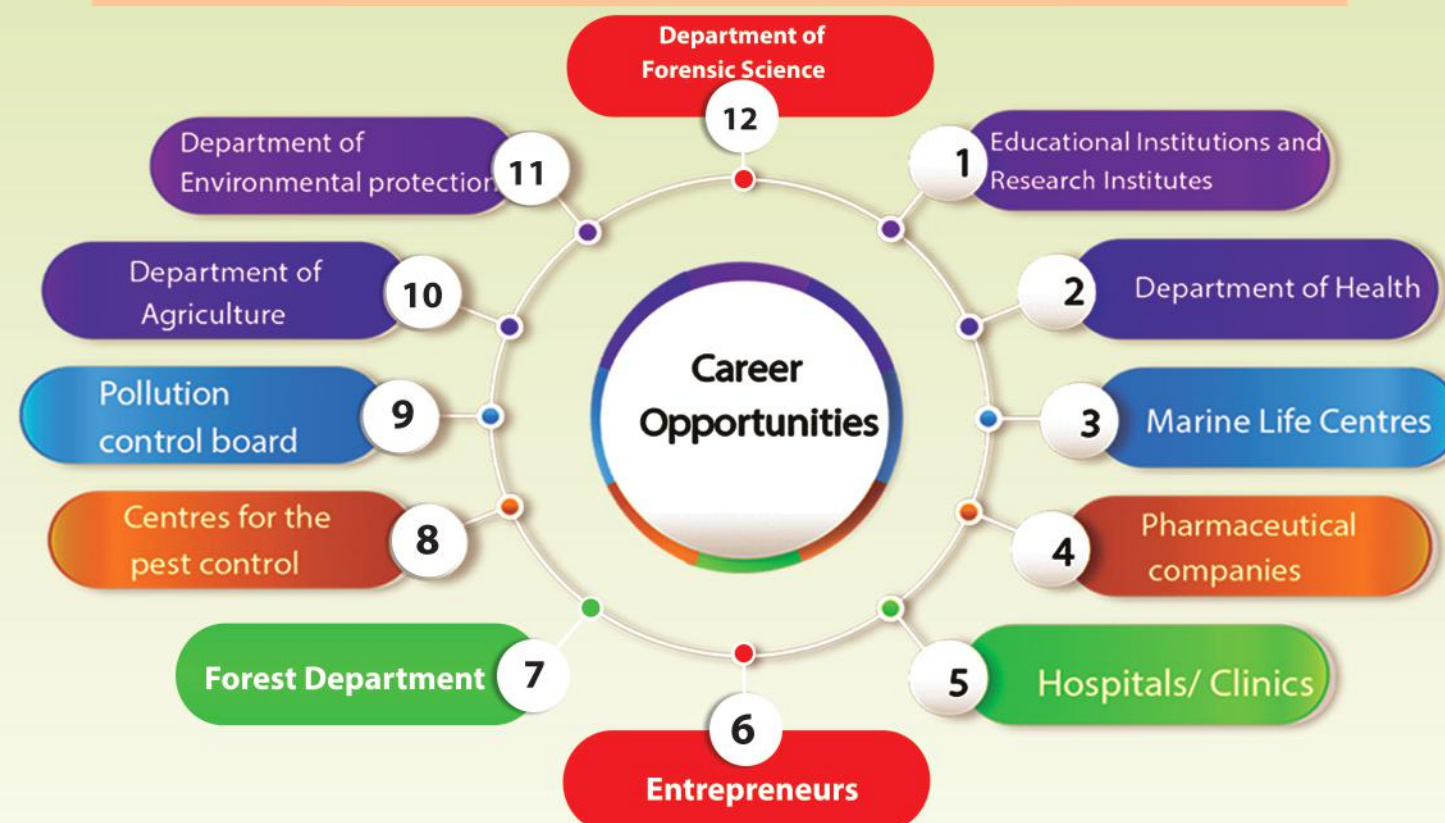 Career
Opportunities
1
Educational Institutions and
Research Institutes
2
Department of Health
3
Marine Life Centres
4
Pharmaceutical
companies
5
Hospitals/ Clinics
6
Entrepreneurs
7
Forest Department
8
Centres for the
pest control
9
Pollution
control board
10
Department of
Agriculture
11
Department of
Environmental protection
12
Department of
Forensic Science